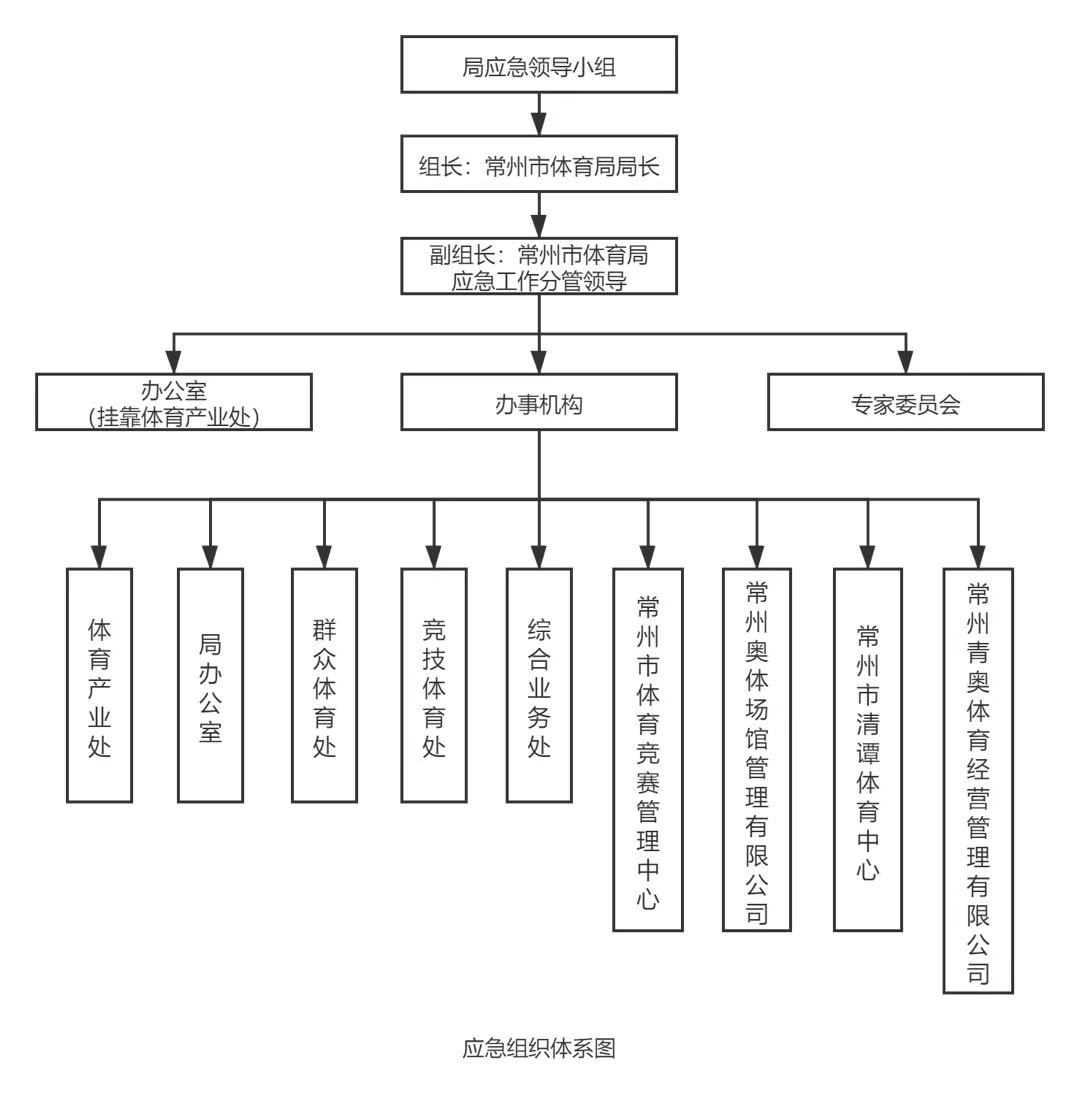 局应急领导小组
组长：常州市体育局局长
副组长：常州市体育局
应急工作分管领导
办公室
（挂靠体育产业处）
办事机构
专家委员会
体育产业处
局办公室
群众体育处
竞技体育处
综合业务处
常州市体育竞赛管理中心
常州奥体场馆管理有限公司
常州市清谭体育中心
常州青奥体育经营管理有限公司
应急组织体系图